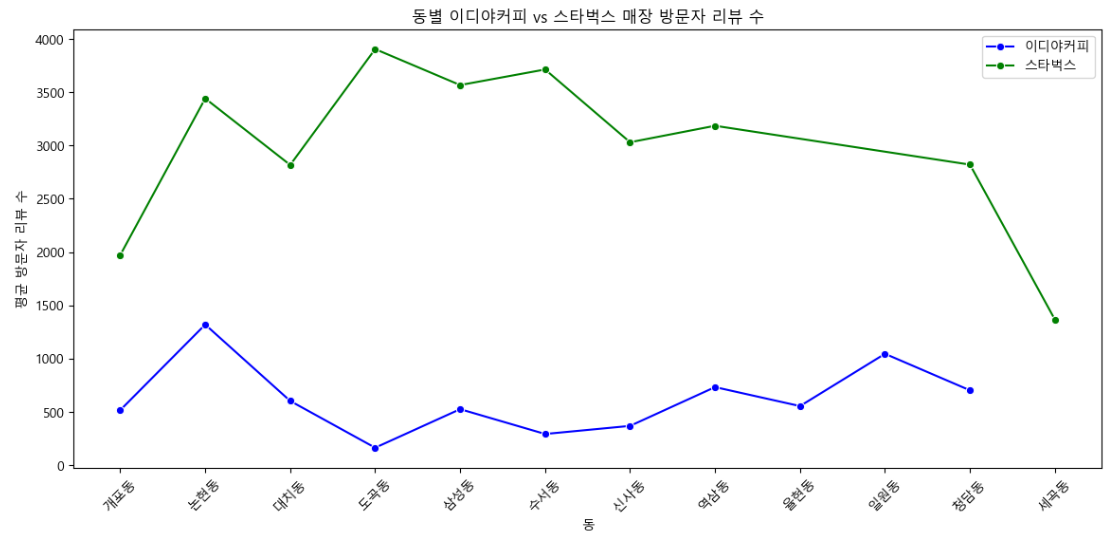 동별 이디야커피 vs 스타벅스 매장 방문자 리뷰 수
이디야커피
스타벅스
평균 방문자 리뷰 수
4000
3500
3000
2500
2000
1500
1000
500
0
개포동
논현동
대치동
도곡동
삼성동
수서동
신사동
역삼동
율현동
일원동
청담동
세곡동
동